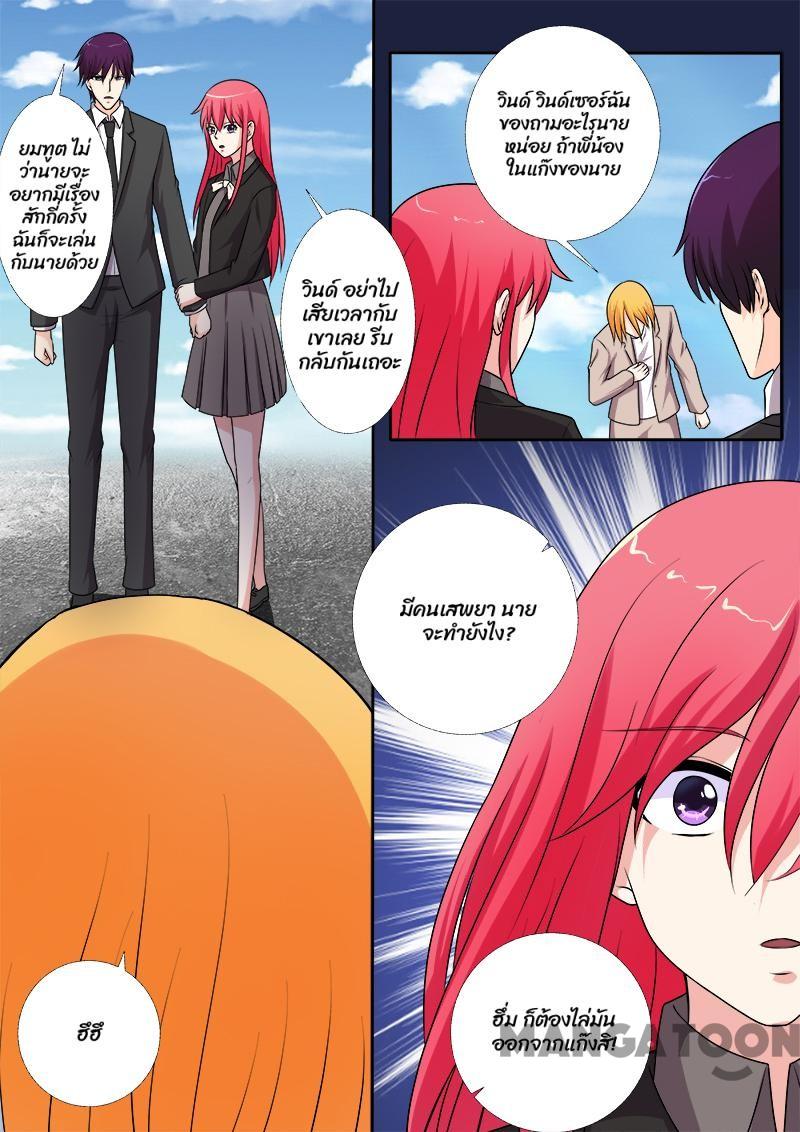 ยมฑูต ไม่
ว่านายจะ
อยากมีเรื่อง
สักกี่ครั้ง
ฉันก็จะเล่น
กับนายด้วย
วินด์ อย่าไป
เสียเวลากับ
เขาเลย รีบ
กลับกันเถอะ
ฮึฮึ
วินด์ วินด์เซอร์ฉัน
ของถามอะไรนาย
หน่อย ถ้าพี่น้อง
ในแก๊งของนาย
มีคนเสพยา นาย
จะทำยังไง?
ฮึ่ม ก็ต้องไล่มัน
ออกจากแก๊งสิ!
MANGATOON